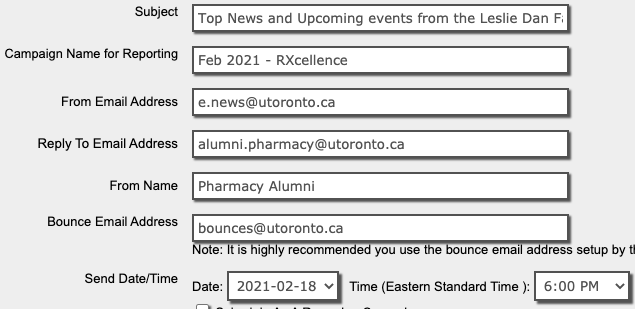 Subject Top News and Upcoming events from the Leslie Dan
Campaign Name for Reporting Feb 2021 - RXcellence
From Email Address e.news@utoronto.ca
Reply To Email Address alumni.pharmacy@utoronto.ca
From Name Pharmacy Alumni
Bounce Email Address bounces@utoronto.ca
Note: It is highly recommended you use the bounce email address setup by
Send Date/Time Date: 2021-02-18 Time (Eastern Standard Time ): 6:00 PM